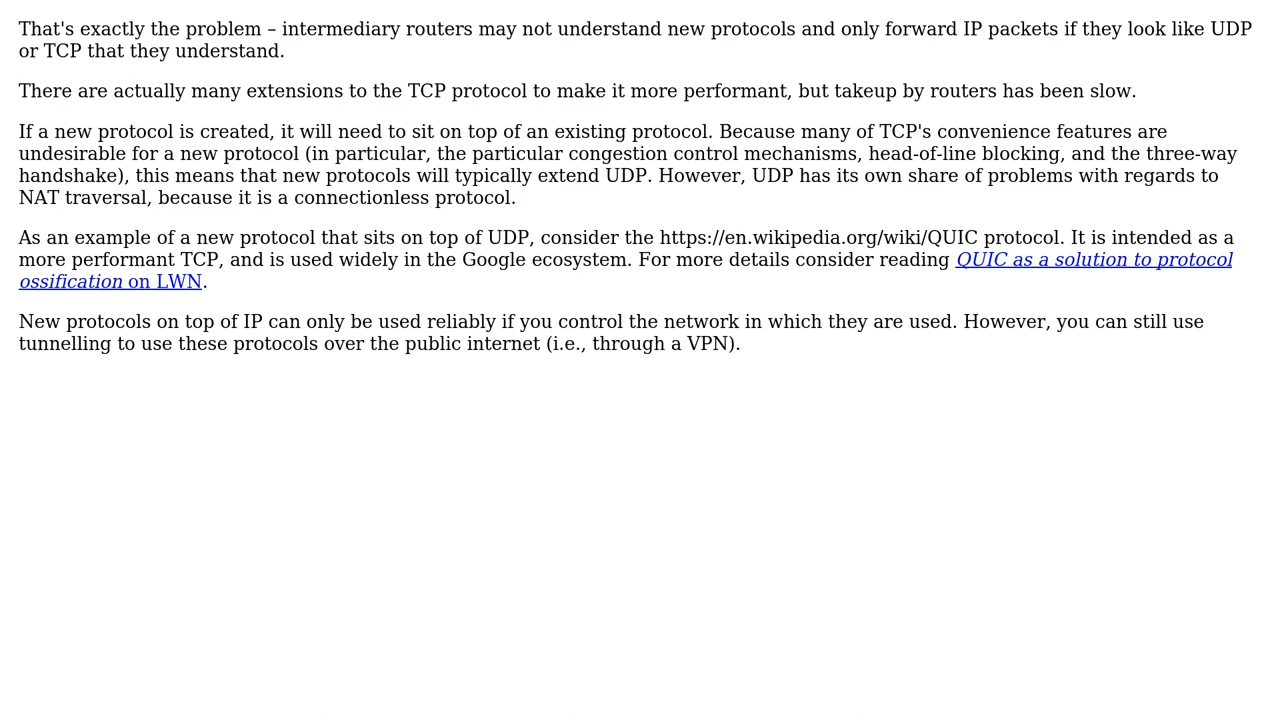 That's exactly the problem – intermediary routers may not understand new protocols and only forward IP packets if they look like UDP
or TCP that they understand.
There are actually many extensions to the TCP protocol to make it more performant, but takeup by routers has been slow.
If a new protocol is created, it will need to sit on top of an existing protocol. Because many of TCP's convenience features are
undesirable for a new protocol (in particular, the particular congestion control mechanisms, head-of-line blocking, and the three-way
handshake), this means that new protocols will typically extend UDP. However, UDP has its own share of problems with regards to
NAT traversal, because it is a connectionless protocol.
As an example of a new protocol that sits on top of UDP, consider the https://en.wikipedia.org/wiki/QUIC protocol. It is intended as a
more performant TCP, and is used widely in the Google ecosystem. For more details consider reading QUIC as a solution to protocol
ossification on LWN.
New protocols on top of IP can only be used reliably if you control the network in which they are used. However, you can still use
tunnelling to use these protocols over the public internet (i.e., through a VPN).